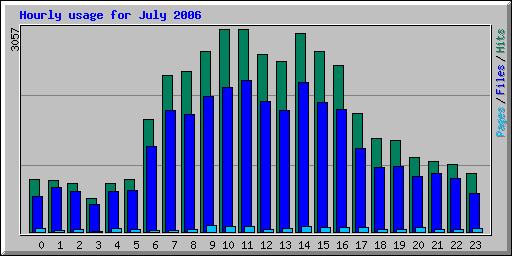 Hourly usage for July 2006
3057
Pages / Files / Hits
0 1 2 3 4 5 6 7 8 9 10 11 12 13 14 15 16 17 18 19 20 21 22 23